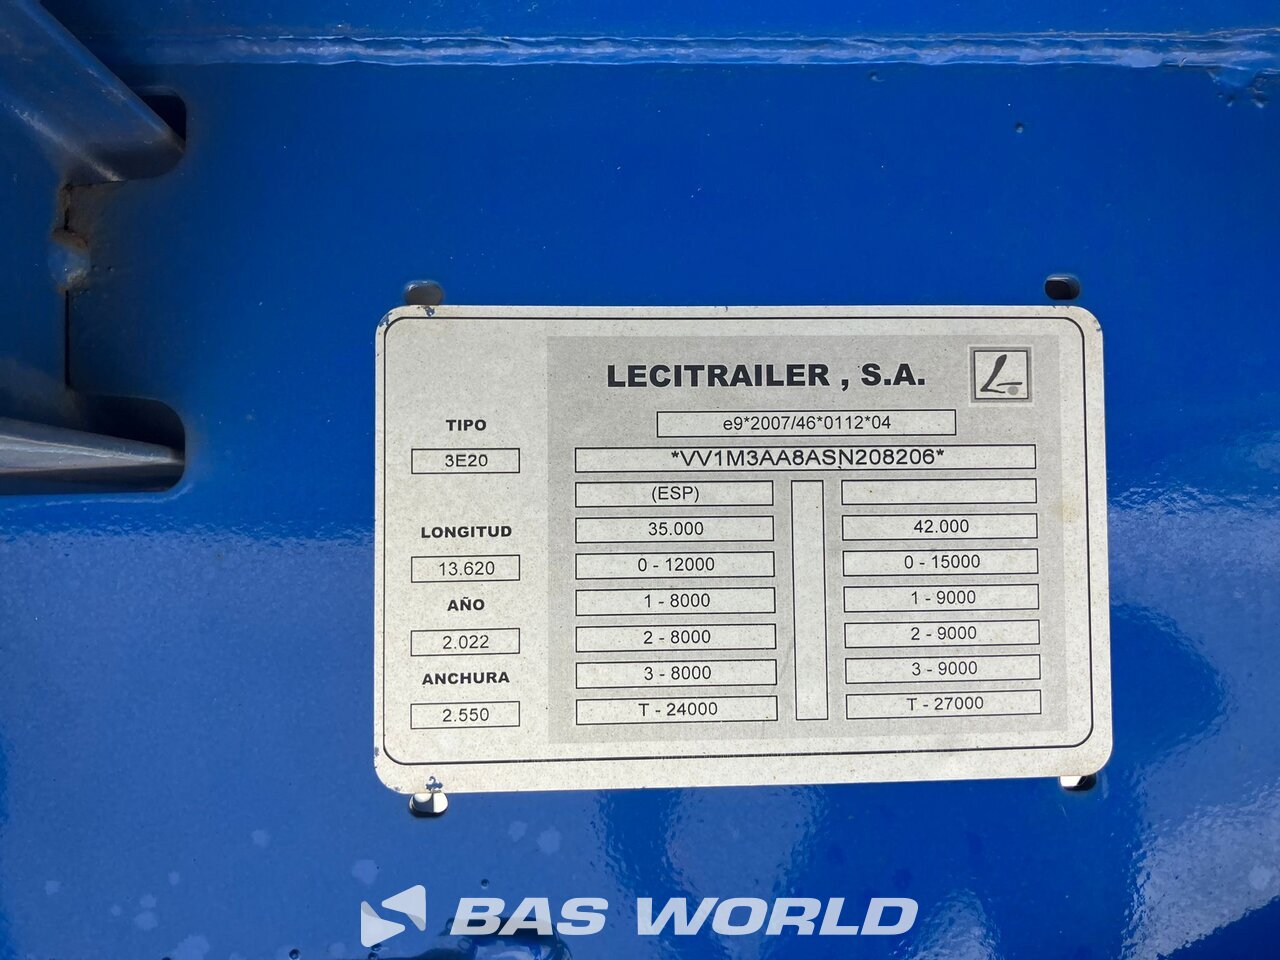 LECITRAILER , S.A.
e9*2007/46*0112*04
*VV1M3AA8ASN208206*
TIPO
3E20
LONGITUD
13.620
AÑO
2.022
ANCHURA
2.550
(ESP)
35.000
0 - 12000
1 - 8000
2 - 8000
3 - 8000
T - 24000
42.000
0 - 15000
1 - 9000
2 - 9000
3 - 9000
T - 27000
BAS WORLD